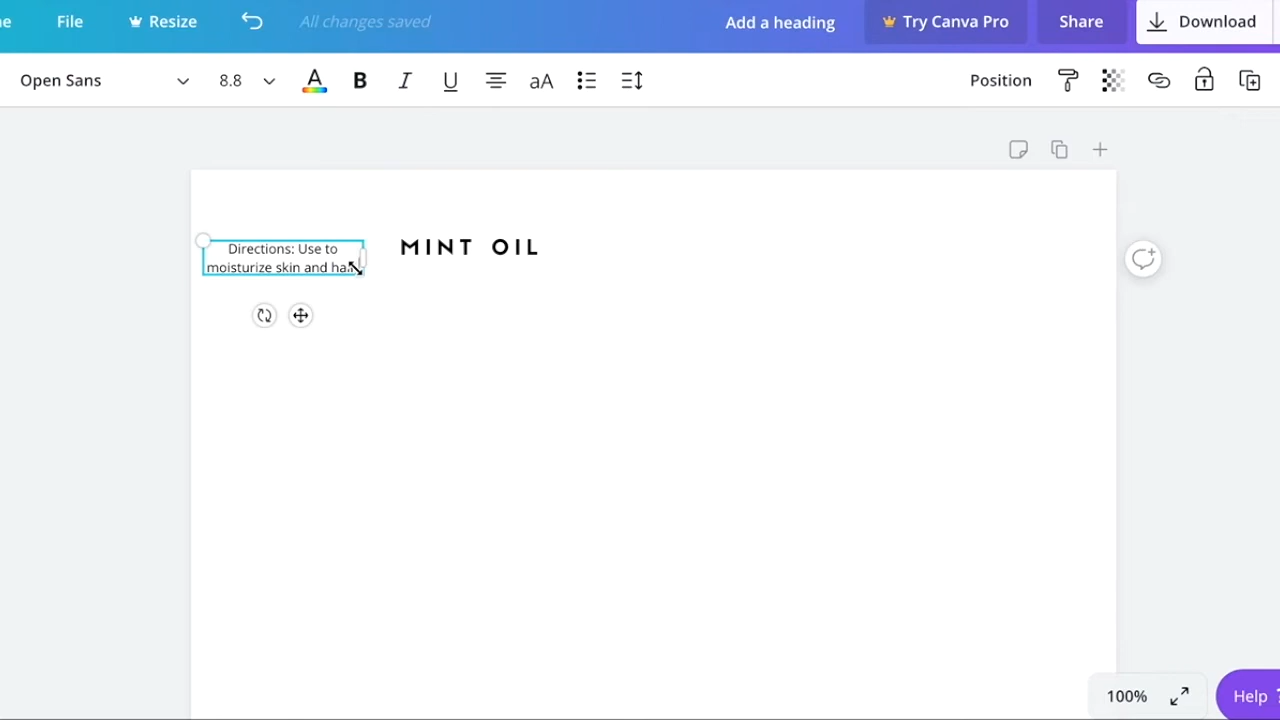 File
Resize
All changes saved
Add a heading
Try Canva Pro
Share
Download
Open Sans
8.8
A
B
I
U
aA
Position
Directions: Use to
moisturize skin and
MINT OIL
100%
Help